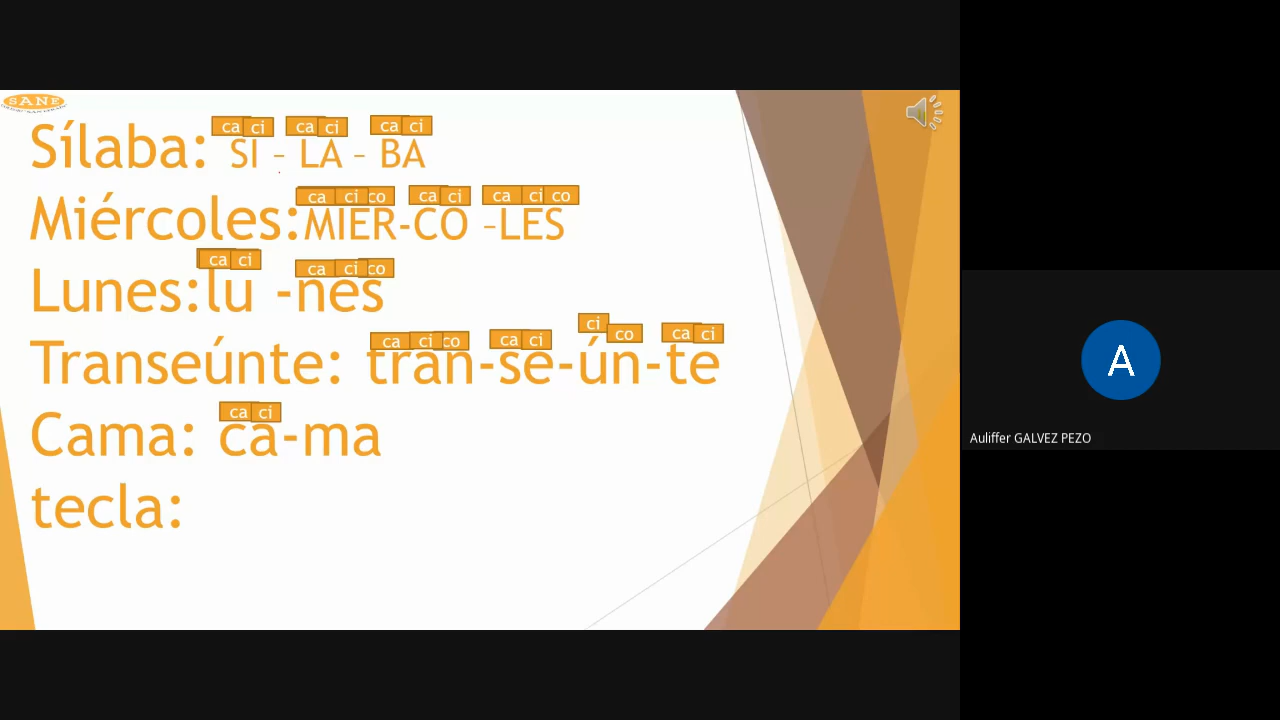 SANE
ca ci ca ci ca ci
Sílaba: SI – LA – BA
ca ci co ca ci ca ci co
Miércoles:MIER-CO –LES
ca ci ca ci co
Lunes:lu -nes
ca ci co ca ci ci co ca ci
Transeúnte: tran-se-ún-te
ca ci
Cama: ca-ma
tecla:
A
Auliffer GALVEZ PEZO